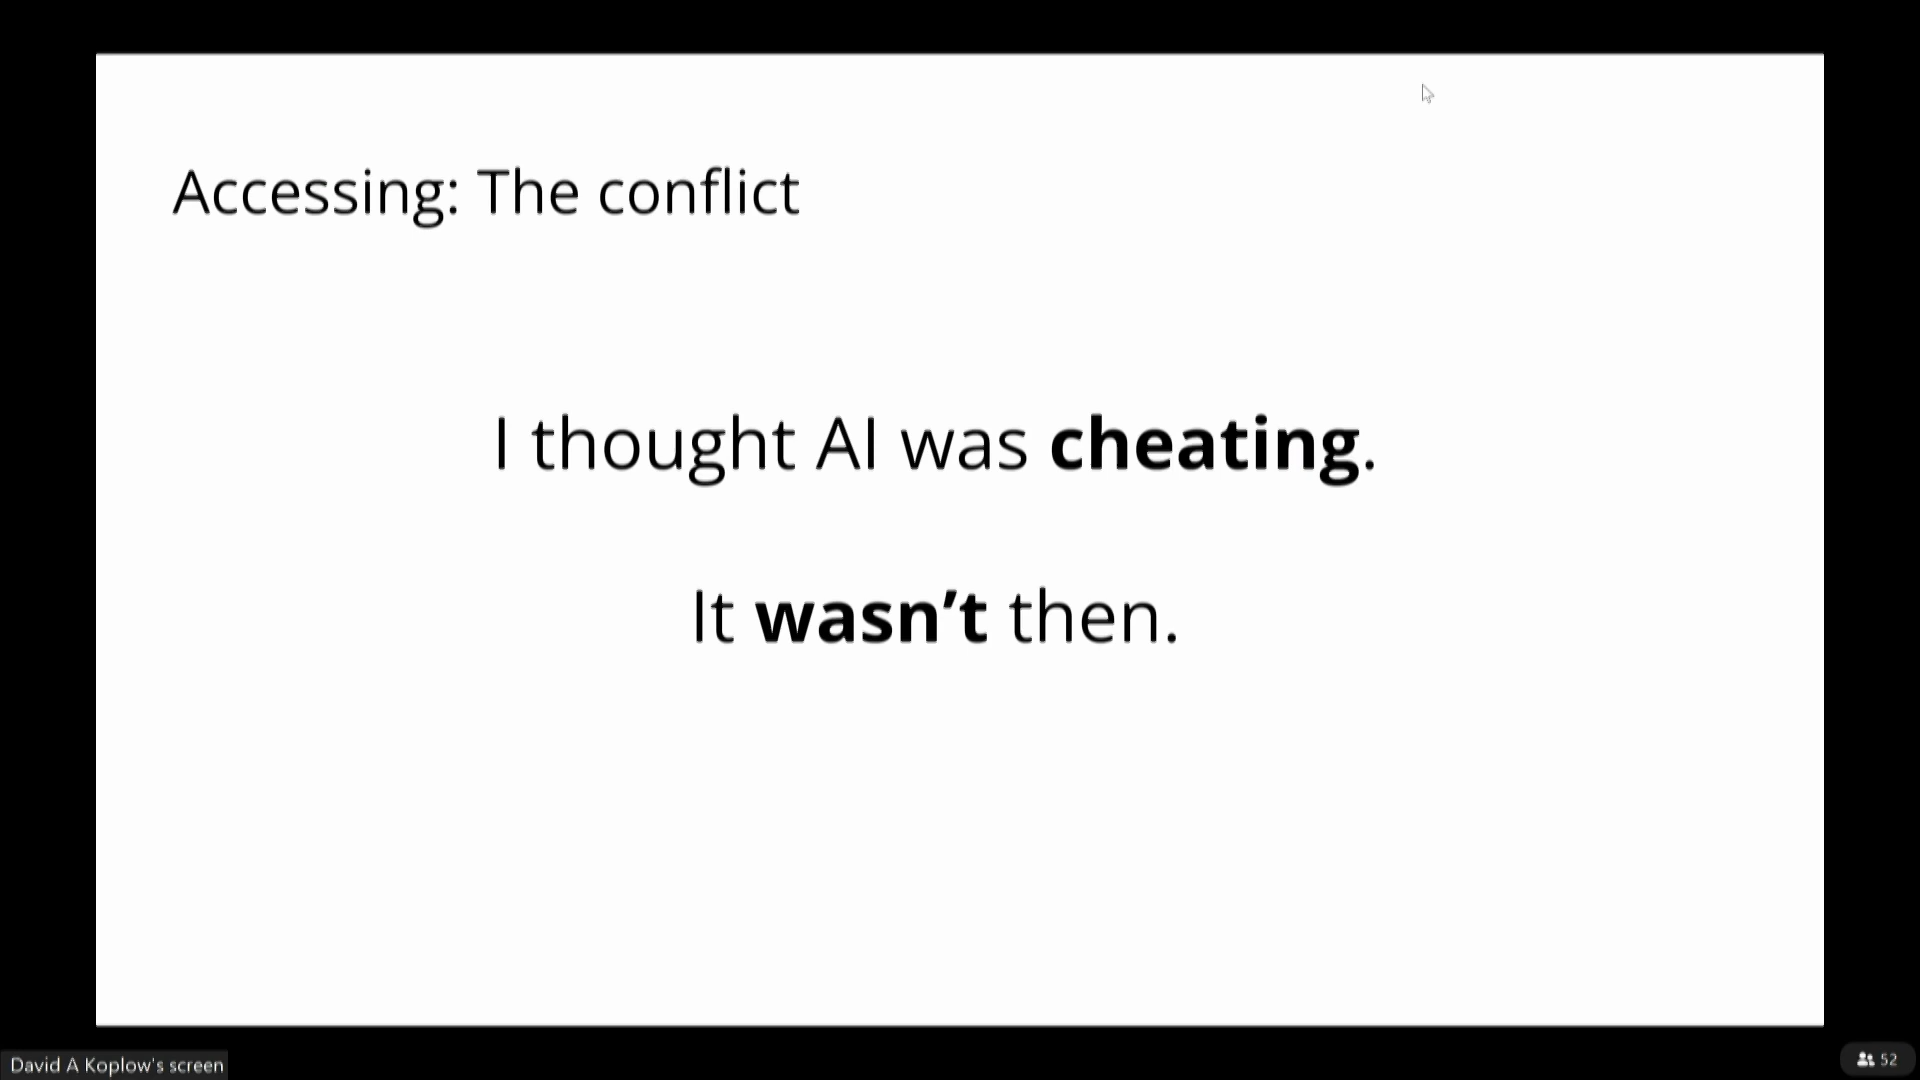 Accessing: The conflict
I thought AI was cheating.
It wasn’t then.
David A Koplow's screen
52